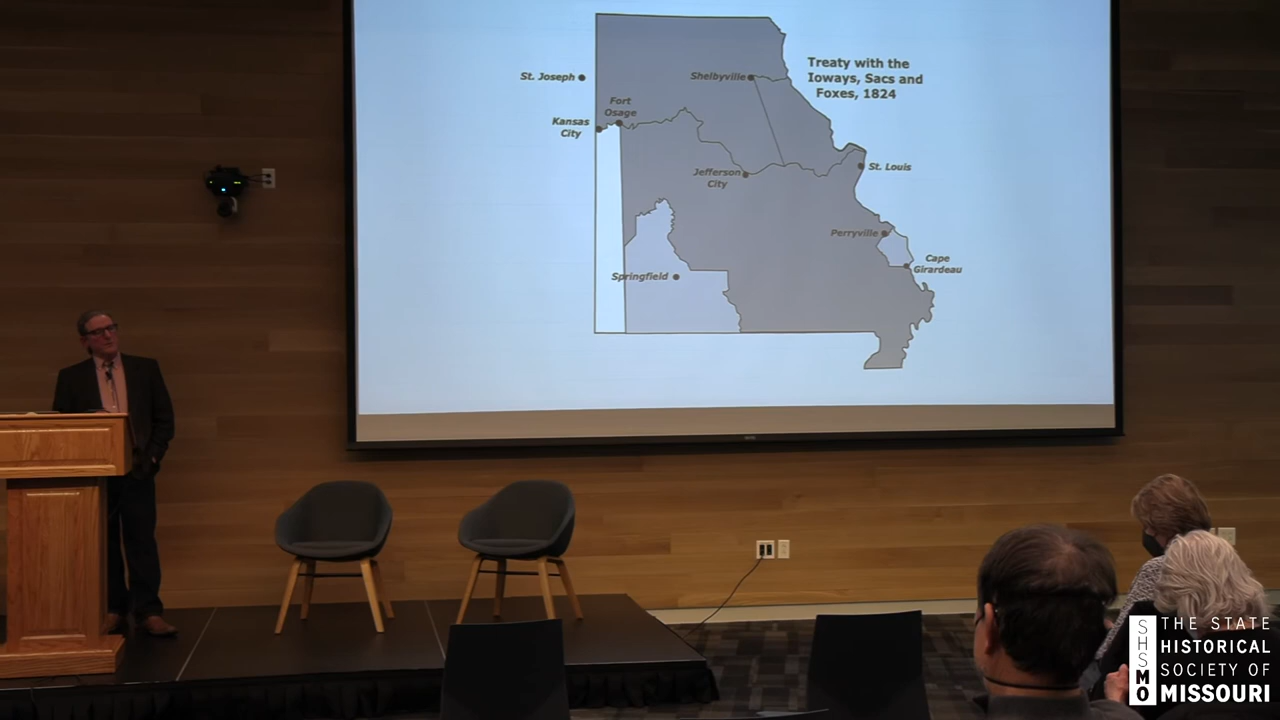 Treaty with the
Ioways, Sacs and
Foxes, 1824
St. Joseph
Shelbyville
Fort
Osage
Kansas
City
Jefferson
City
St. Louis
Perryville
Cape
Girardeau
Springfield
SHSMO
THE STATE
HISTORICAL
SOCIETY OF
MISSOURI